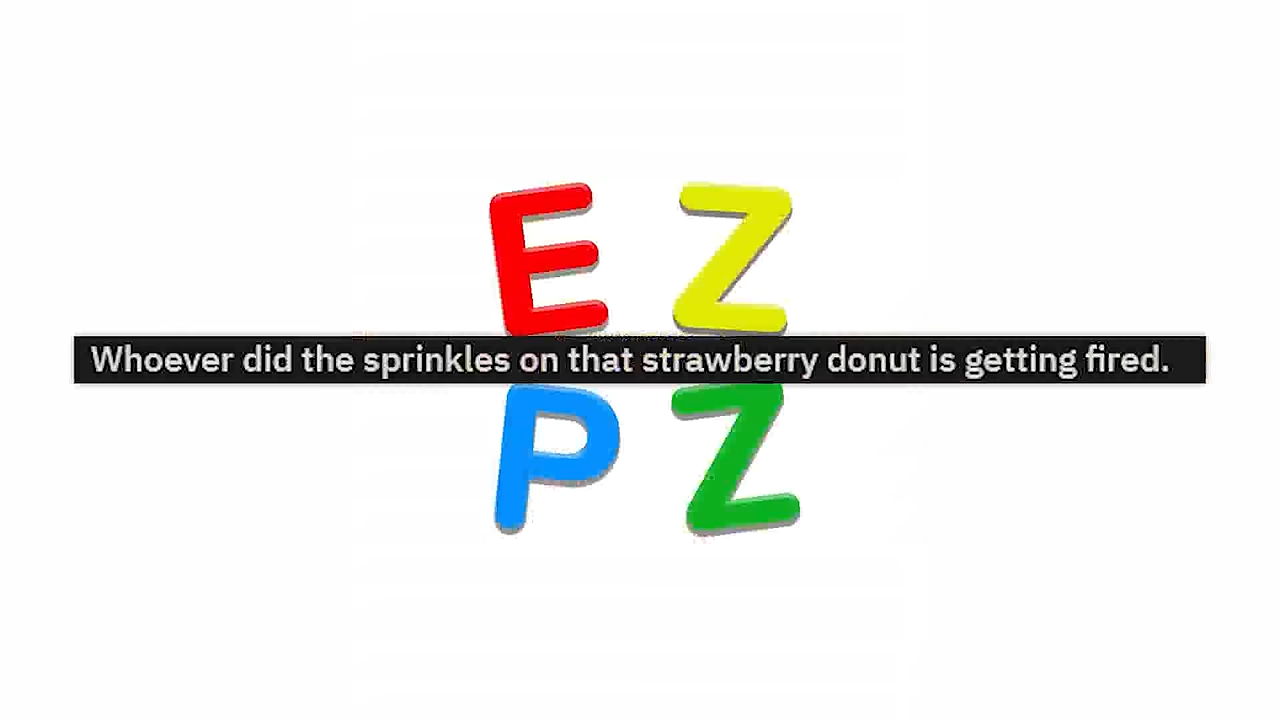 E Z
Whoever did the sprinkles on that strawberry donut is getting fired.
P Z